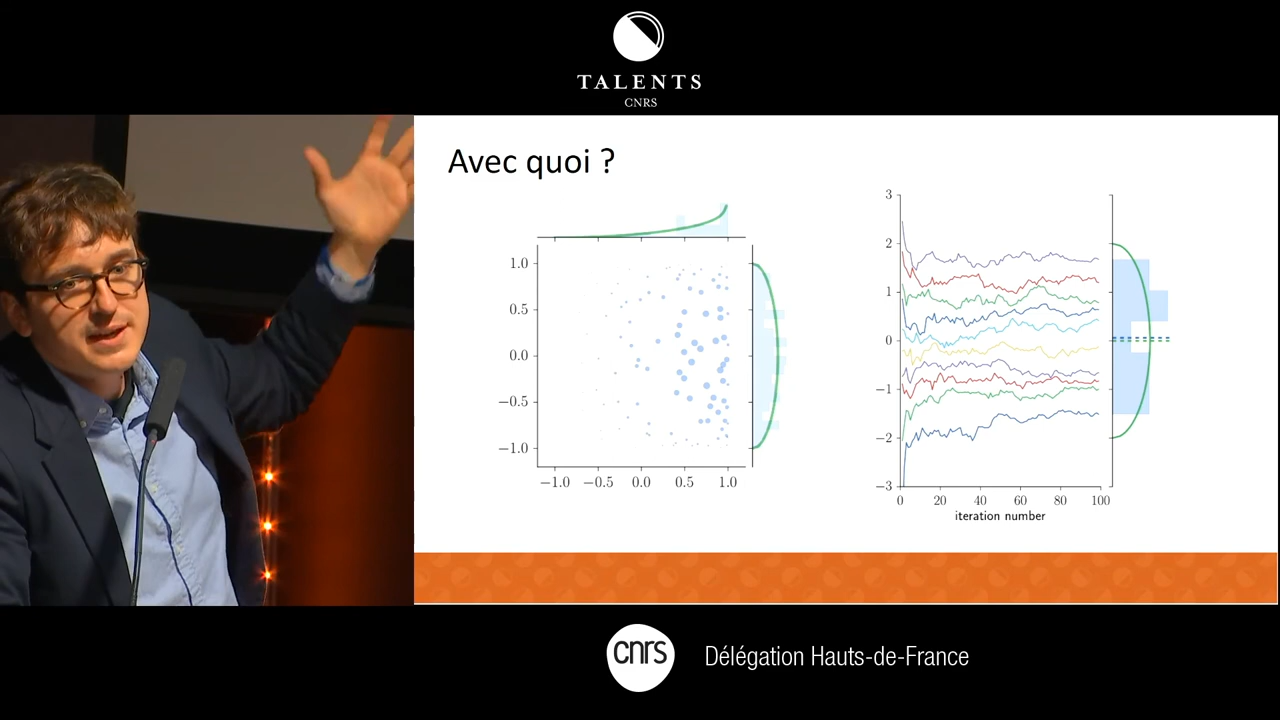 TALENTS
CNRS
Avec quoi ?
1.0
0.5
0.0
−0.5
−1.0
−1.0 −0.5 0.0 0.5 1.0
3
2
1
0
−1
−2
−3
0 20 40 60 80 100
iteration number
cnrs
Délégation Hauts-de-France